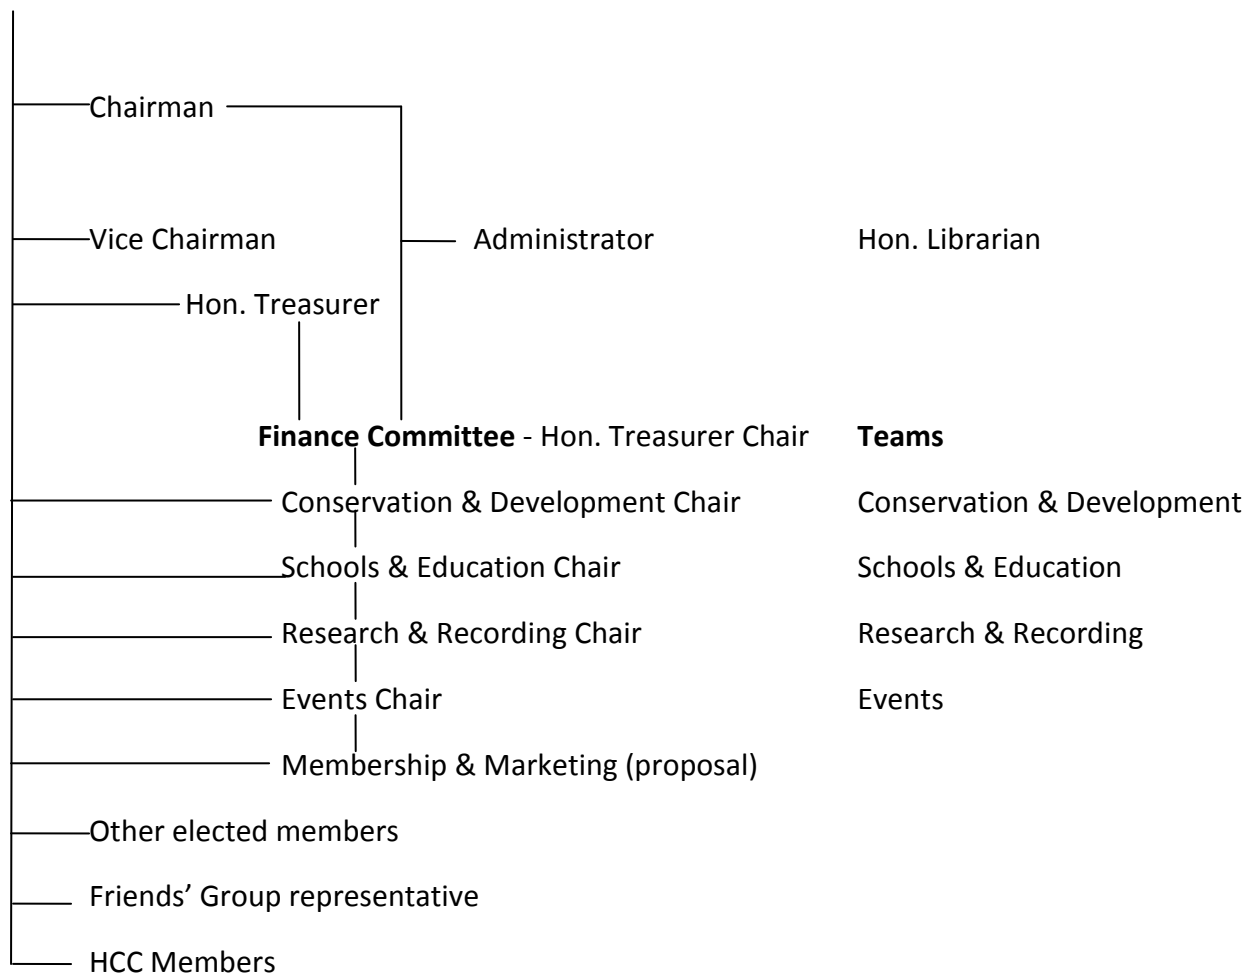 Chairman
Vice Chairman Administrator Hon. Librarian
Hon. Treasurer
Finance Committee - Hon. Treasurer Chair Teams
Conservation & Development Chair Conservation & Development
Schools & Education Chair Schools & Education
Research & Recording Chair Research & Recording
Events Chair Events
Membership & Marketing (proposal)
Other elected members
Friends’ Group representative
HCC Members